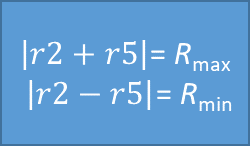 |r2 + r5|= Rmax
|r2 − r5|= Rmin